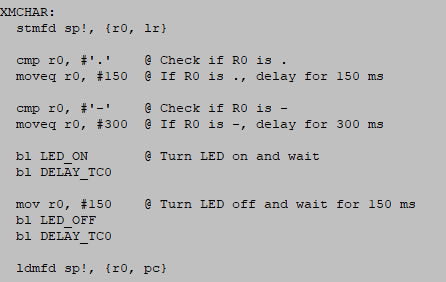 XMCHAR:
stmfd sp!, {r0, lr}
cmp r0, #'.' @ Check if R0 is .
moveq r0, #150 @ If R0 is ., delay for 150 ms
cmp r0, #'-' @ Check if R0 is -
moveq r0, #300 @ If R0 is -, delay for 300 ms
bl LED_ON @ Turn LED on and wait
bl DELAY_TC0
mov r0, #150 @ Turn LED off and wait for 150 ms
bl LED_OFF
bl DELAY_TC0
ldmfd sp!, {r0, pc}